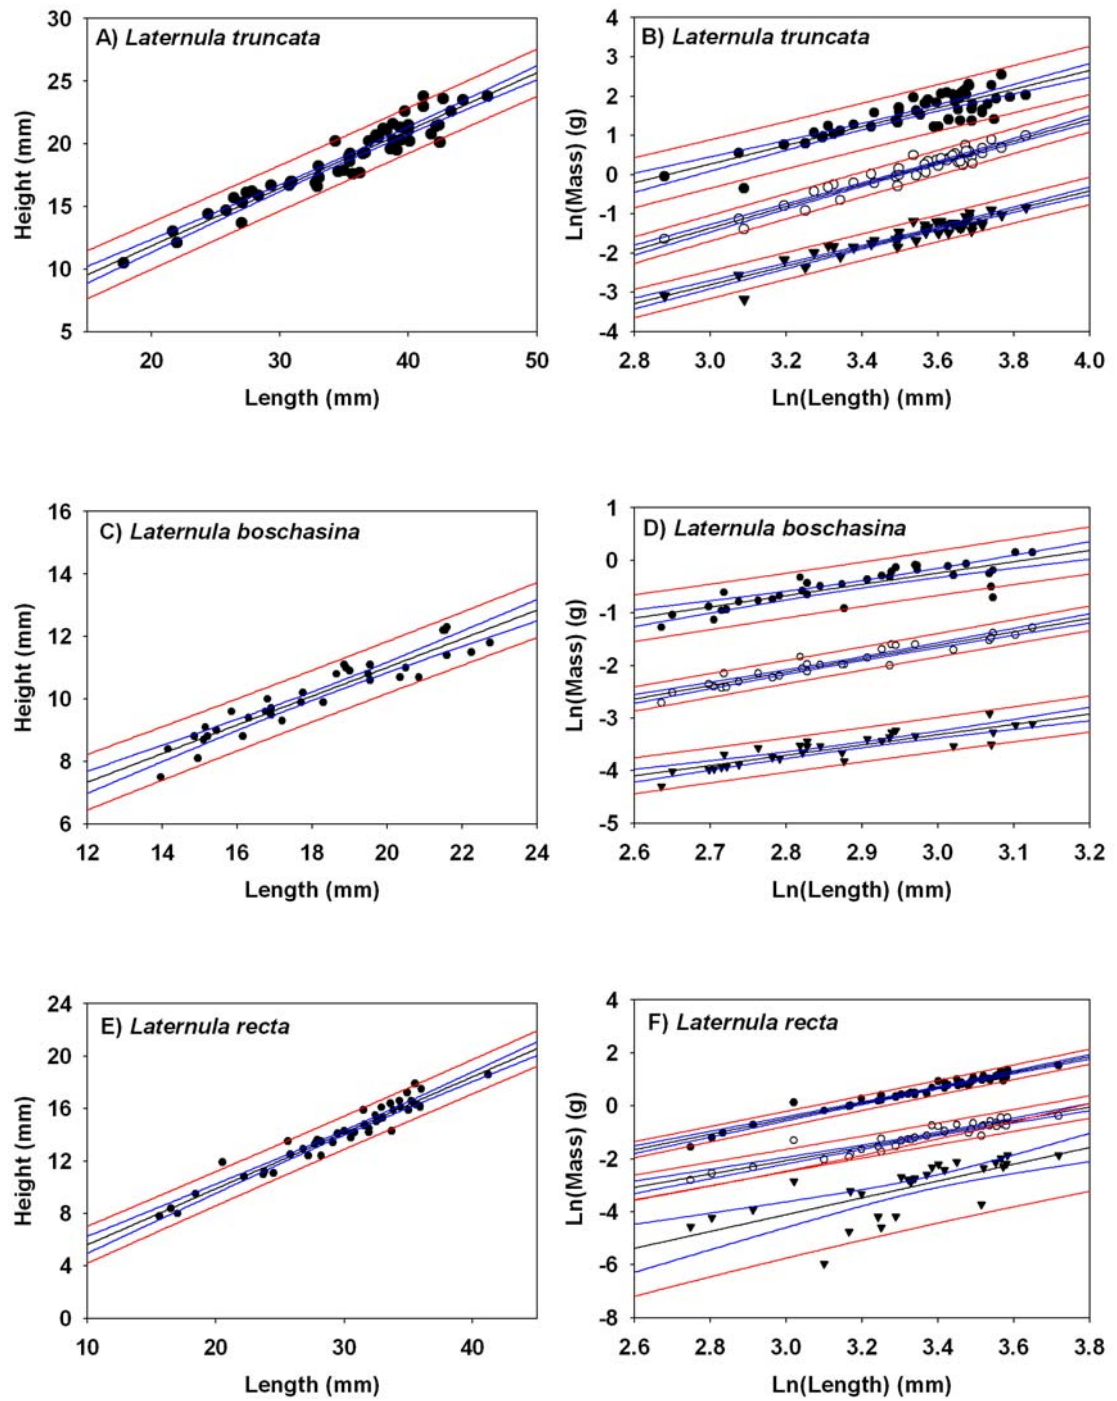 A) Laternula truncata
30
25
20
15
10
5
Height (mm)
20 30 40 50
Length (mm)
B) Laternula truncata
4
3
2
1
0
-1
-2
-3
-4
Ln(Mass) (g)
2.8 3.0 3.2 3.4 3.6 3.8 4.0
Ln(Length) (mm)
C) Laternula boschasina
16
14
12
10
8
6
Height (mm)
12 14 16 18 20 22 24
Length (mm)
D) Laternula boschasina
1
0
-1
-2
-3
-4
-5
Ln(Mass) (g)
2.6 2.7 2.8 2.9 3.0 3.1 3.2
Ln(Length) (mm)
E) Laternula recta
24
20
16
12
8
4
0
Height (mm)
10 20 30 40
Length (mm)
F) Laternula recta
4
2
0
-2
-4
-6
-8
Ln(Mass) (g)
2.6 2.8 3.0 3.2 3.4 3.6 3.8
Ln(Length) (mm)